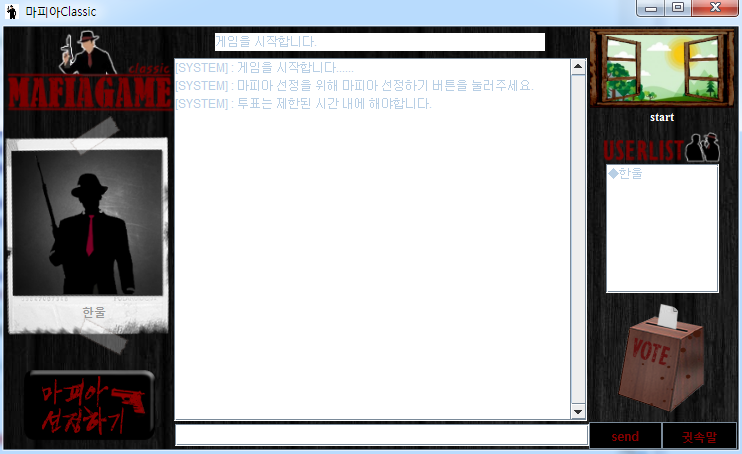 마피아Classic
classic
MAFIAGAME
게임을 시작합니다.
[SYSTEM] : 게임을 시작합니다......
[SYSTEM] : 마피아 선정을 위해 마피아 선정하기 버튼을 눌러주세요.
[SYSTEM] : 투표는 제한된 시간 내에 해야합니다.
start
USERLIST
◆한울
한울
VOTE
마피아
선정하기
send
귓속말